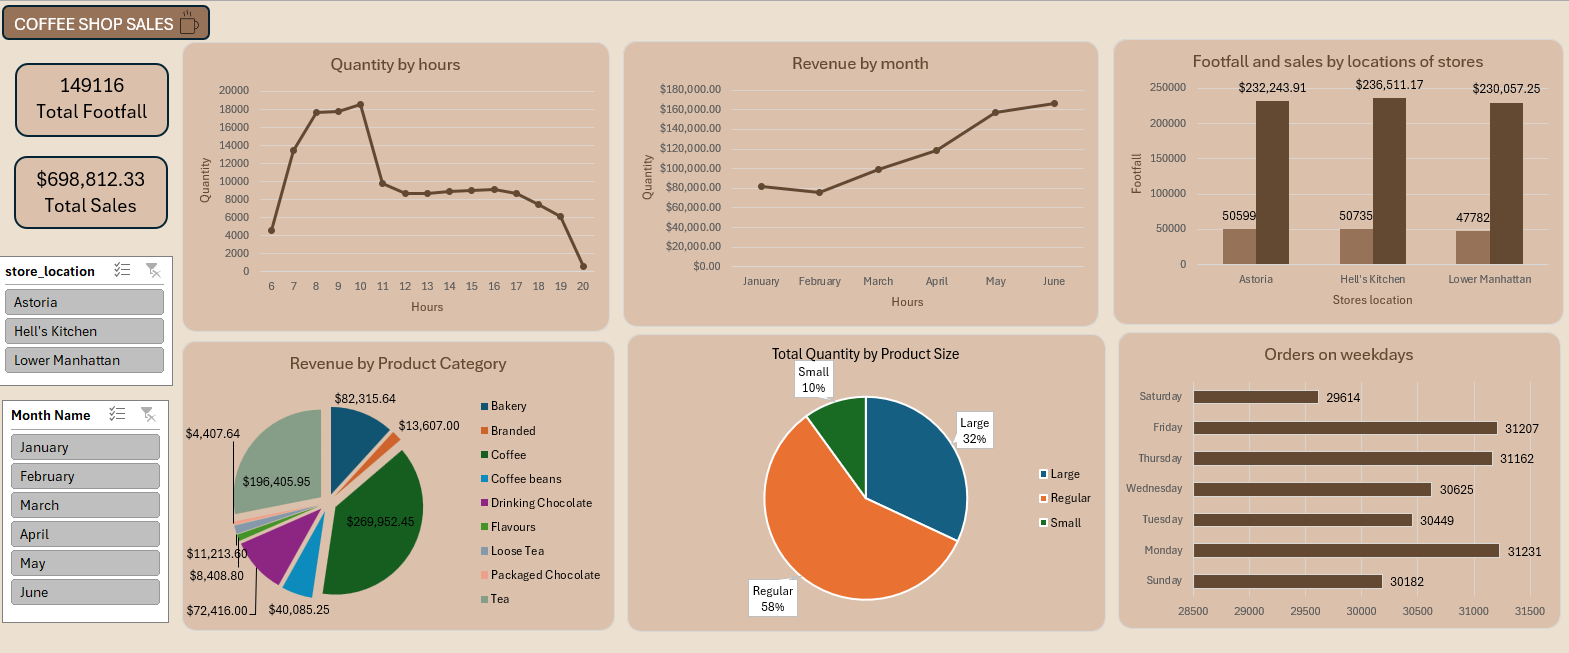 COFFEE SHOP SALES
149116
Total Footfall
$698,812.33
Total Sales
store_location
Astoria
Hell's Kitchen
Lower Manhattan
Month Name
January
February
March
April
May
June
Quantity by hours
20000
18000
16000
14000
12000
10000
8000
6000
4000
2000
0
Quantity
6 7 8 9 10 11 12 13 14 15 16 17 18 19 20
Hours
Revenue by month
$180,000.00
$160,000.00
$140,000.00
$120,000.00
$100,000.00
$80,000.00
$60,000.00
$40,000.00
$20,000.00
$0.00
Quantity
January February March April May June
Hours
Footfall and sales by locations of stores
250000
200000
150000
100000
50000
0
Footfall
$232,243.91 $236,511.17 $230,057.25
50599 50735 47782
Astoria Hell's Kitchen Lower Manhattan
Stores location
Revenue by Product Category
$82,315.64
$13,607.00
$4,407.64
$196,405.95
$269,952.45
$11,213.60
$8,408.80
$72,416.00
$40,085.25
Bakery
Branded
Coffee
Coffee beans
Drinking Chocolate
Flavours
Loose Tea
Packaged Chocolate
Tea
Total Quantity by Product Size
Small
10%
Large
32%
Regular
58%
Large
Regular
Small
Orders on weekdays
Saturday 29614
Friday 31207
Thursday 31162
Wednesday 30625
Tuesday 30449
Monday 31231
Sunday 30182
28500 29000 29500 30000 30500 31000 31500